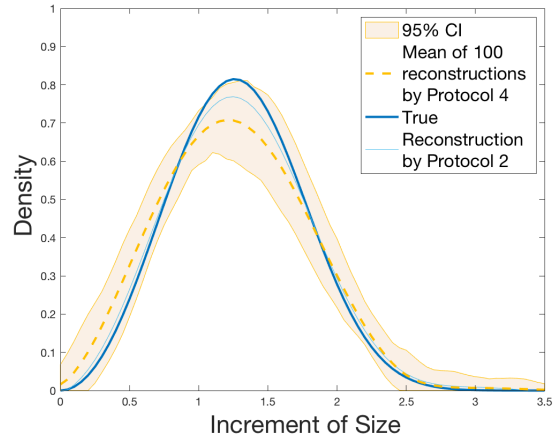 95% CI
Mean of 100
reconstructions
by Protocol 4
True
Reconstruction
by Protocol 2
1
0.9
0.8
0.7
0.6
0.5
0.4
0.3
0.2
0.1
0
Density
0 0.5 1 1.5 2 2.5 3 3.5
Increment of Size